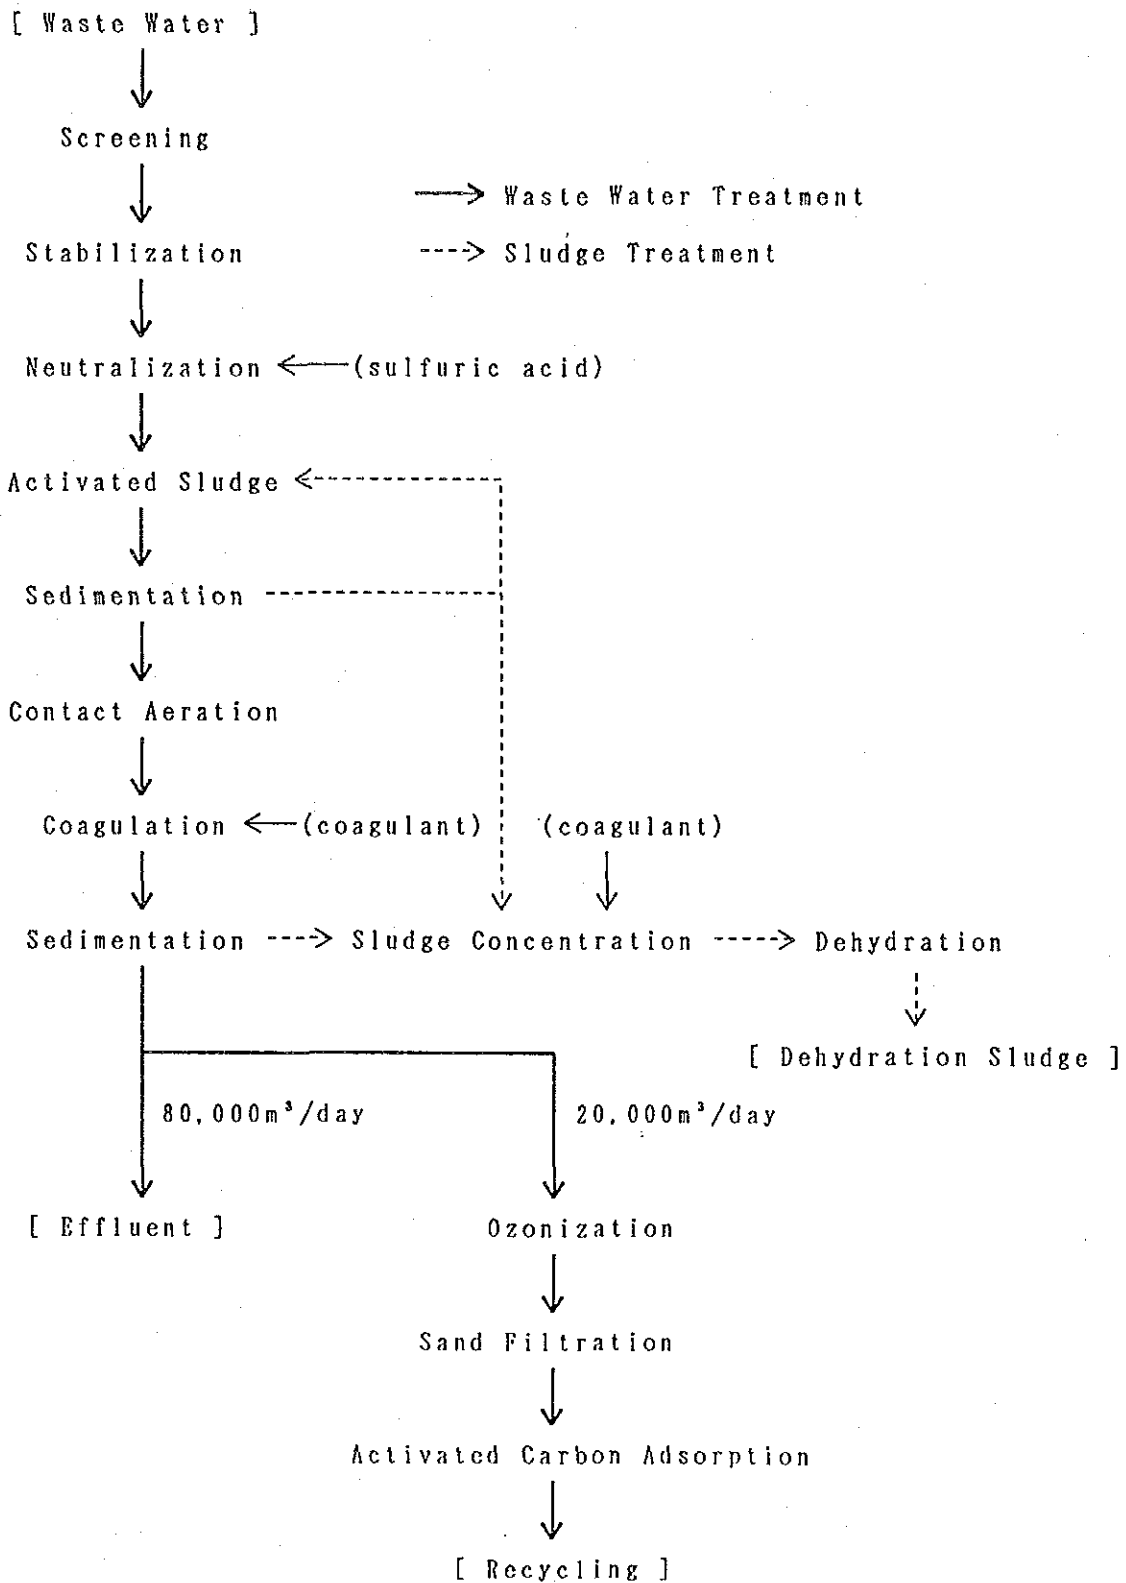 [ Waste Water ]
Screening
Waste Water Treatment
Stabilization
Sludge Treatment
Neutralization
(sulfuric acid)
Activated Sludge
Sedimentation
Contact Aeration
Coagulation
(coagulant)
(coagulant)
Sedimentation
Sludge Concentration
Dehydration
[ Dehydration Sludge ]
80,000m³/day
20,000m³/day
[ Effluent ]
Ozonization
Sand Filtration
Activated Carbon Adsorption
[ Recycling ]